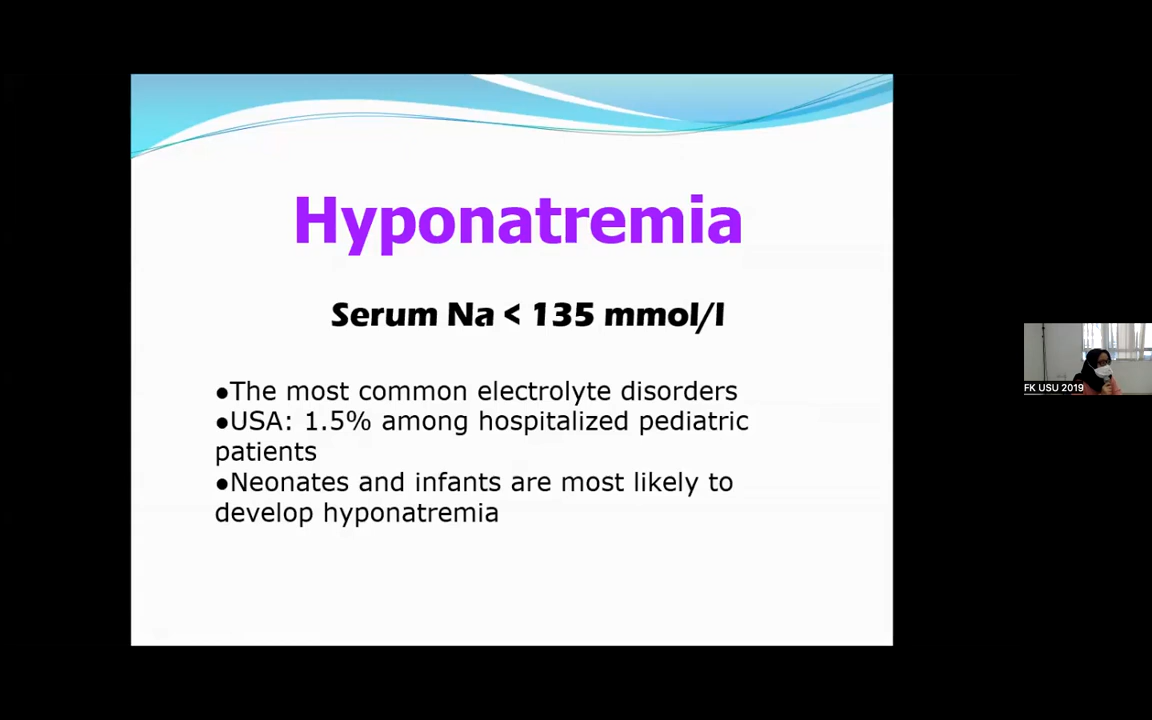 Hyponatremia
Serum Na < 135 mmol/l
●The most common electrolyte disorders
●USA: 1.5% among hospitalized pediatric
patients
●Neonates and infants are most likely to
develop hyponatremia
FK USU 2019